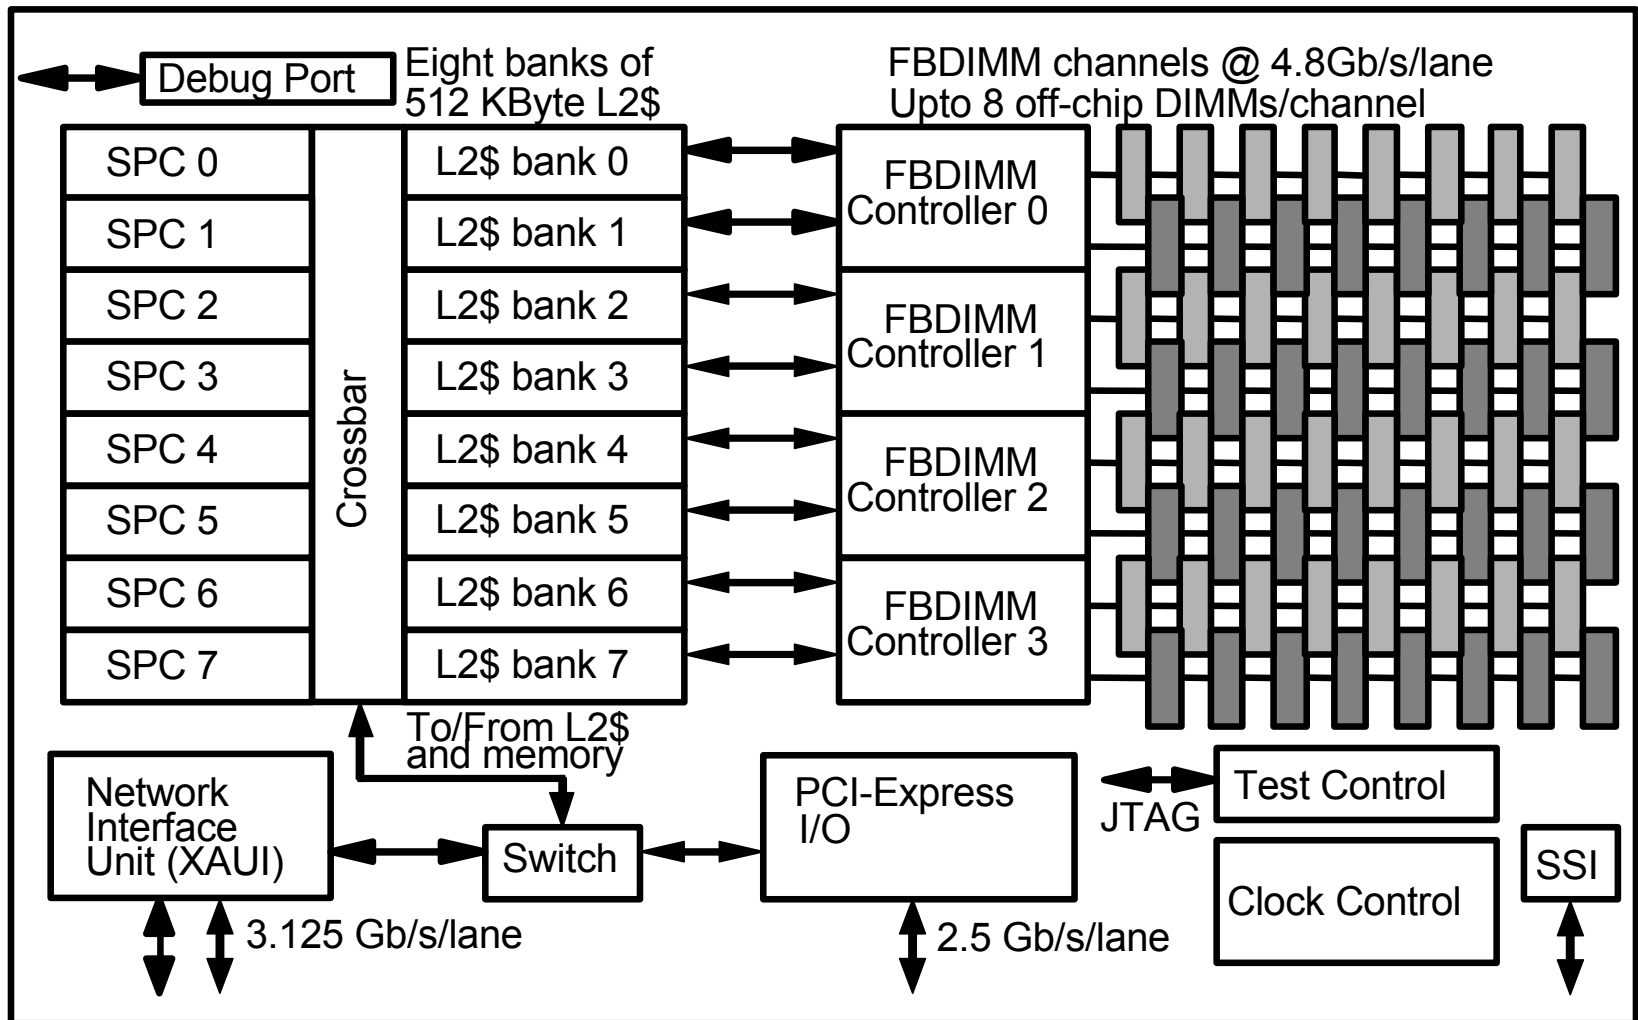 Debug Port
Eight banks of
512 KByte L2$
FBDIMM channels @ 4.8Gb/s/lane
Upto 8 off-chip DIMMs/channel
SPC 0
SPC 1
SPC 2
SPC 3
SPC 4
SPC 5
SPC 6
SPC 7
Crossbar
L2$ bank 0
L2$ bank 1
L2$ bank 2
L2$ bank 3
L2$ bank 4
L2$ bank 5
L2$ bank 6
L2$ bank 7
FBDIMM
Controller 0
FBDIMM
Controller 1
FBDIMM
Controller 2
FBDIMM
Controller 3
To/From L2$
and memory
Network
Interface
Unit (XAUI)
Switch
PCI-Express
I/O
JTAG
Test Control
Clock Control
SSI
3.125 Gb/s/lane
2.5 Gb/s/lane